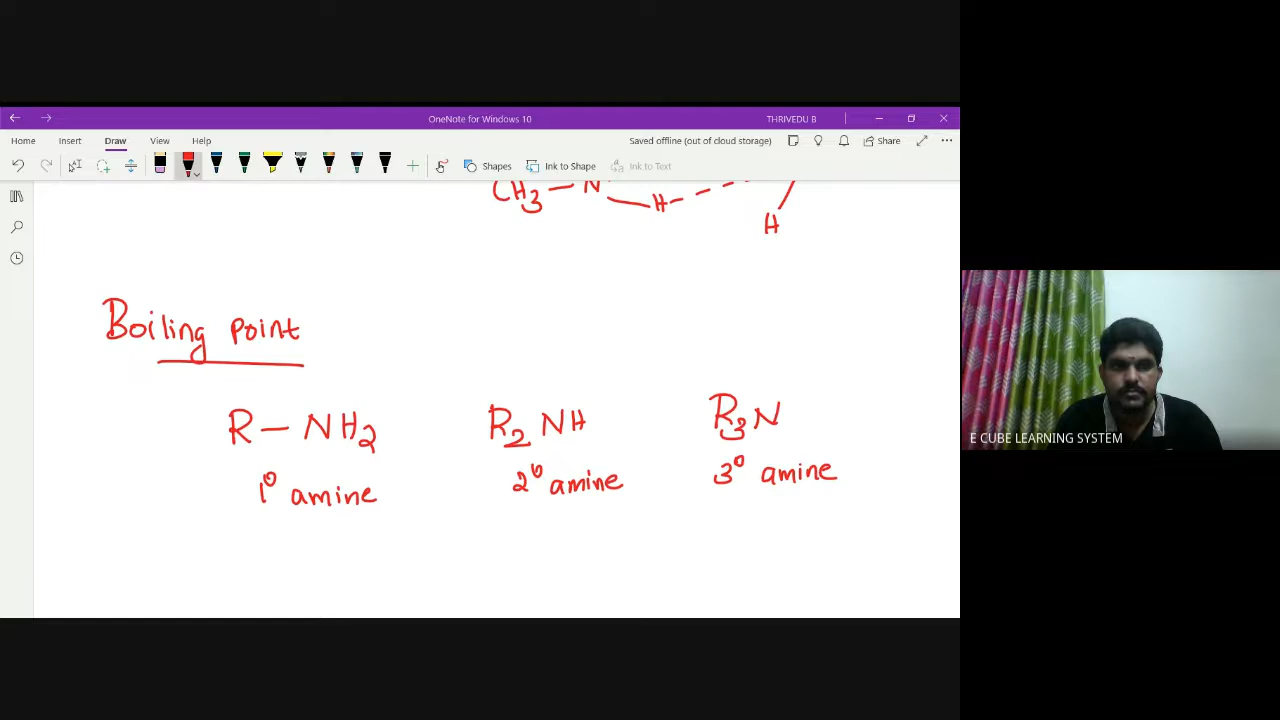 OneNote for Windows 10
THRIVEDU B
Home Insert Draw View Help
Saved offline (out of cloud storage)
Share
Shapes
Ink to Shape
Ink to Text
CH3 — N — H
H
Boiling point
R — NH2 R2 NH R3 N
1° amine 2° amine 3° amine
E CUBE LEARNING SYSTEM